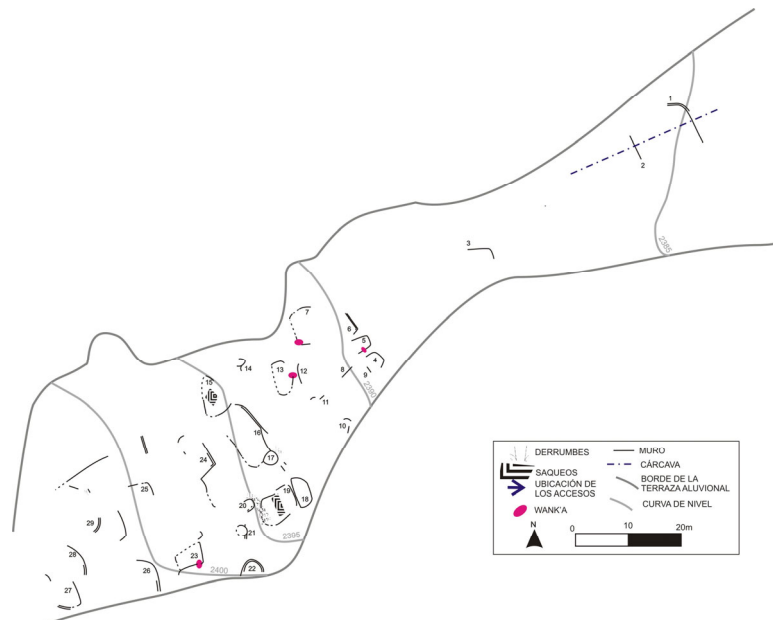 1
2
2385
3
7
6
5
4
8
9
2390
14
13
12
15
11
10
16
17
24
25
19
18
20
21
2395
29
28
23
26
22
2400
27
DERRUMBES
SAQUEOS
UBICACIÓN DE
LOS ACCESOS
WANK'A
MURO
CÁRCAVA
BORDE DE LA
TERRAZA ALUVIONAL
CURVA DE NIVEL
N
0 10 20m